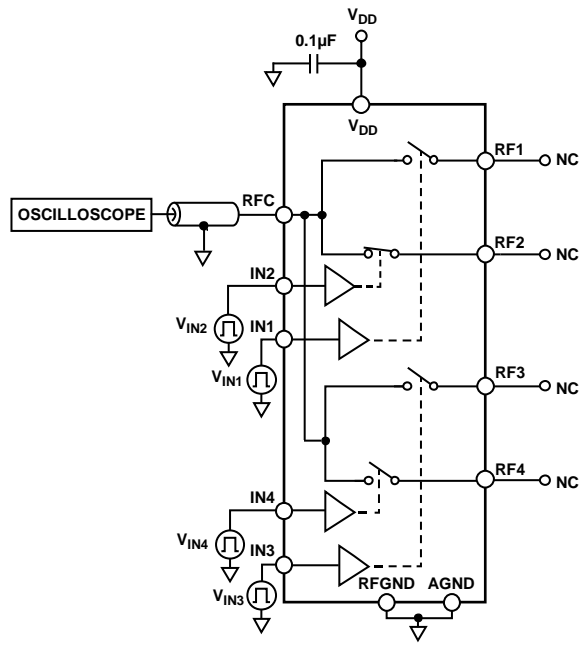 VDD
0.1µF
VDD
RF1
NC
OSCILLOSCOPE
RFC
RF2
NC
IN2
VIN2
IN1
VIN1
RF3
NC
RF4
NC
IN4
VIN4
IN3
VIN3
RFGND AGND